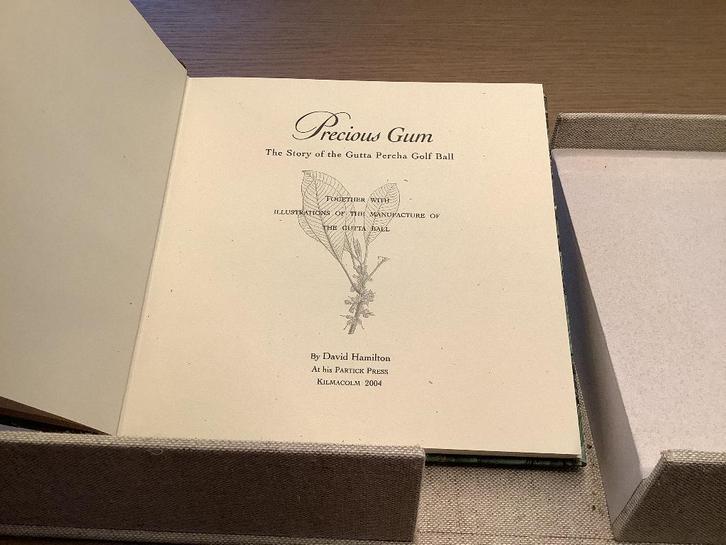 Precious Gum
The Story of the Gutta Percha Golf Ball
Together with
illustrations of the manufacture of
the gutta ball
By David Hamilton
At his Partick Press
Kilmacolm 2004